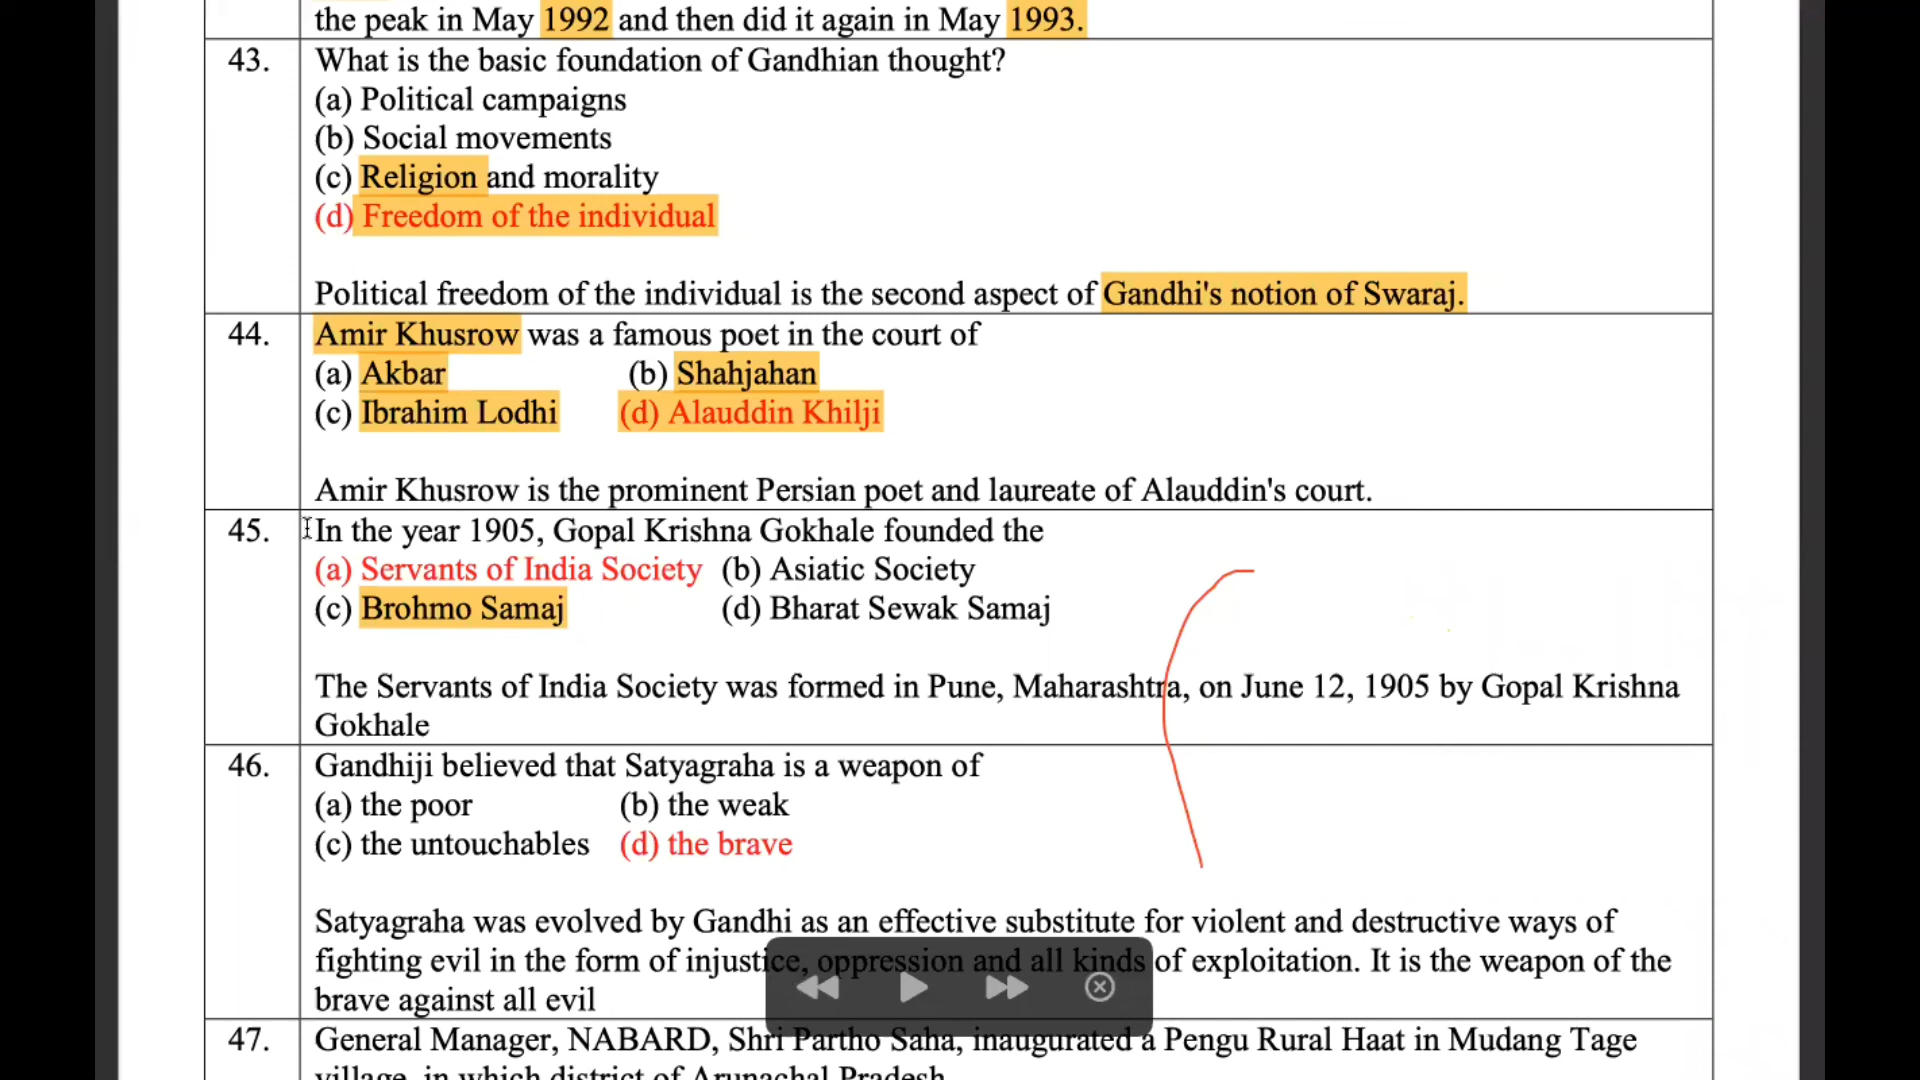 the peak in May 1992 and then did it again in May 1993.
43. What is the basic foundation of Gandhian thought?
(a) Political campaigns
(b) Social movements
(c) Religion and morality
(d) Freedom of the individual
Political freedom of the individual is the second aspect of Gandhi's notion of Swaraj.
44. Amir Khusrow was a famous poet in the court of
(a) Akbar (b) Shahjahan
(c) Ibrahim Lodhi (d) Alauddin Khilji
Amir Khusrow is the prominent Persian poet and laureate of Alauddin's court.
45. In the year 1905, Gopal Krishna Gokhale founded the
(a) Servants of India Society (b) Asiatic Society
(c) Brohmo Samaj (d) Bharat Sewak Samaj
The Servants of India Society was formed in Pune, Maharashtra, on June 12, 1905 by Gopal Krishna
Gokhale
46. Gandhiji believed that Satyagraha is a weapon of
(a) the poor (b) the weak
(c) the untouchables (d) the brave
Satyagraha was evolved by Gandhi as an effective substitute for violent and destructive ways of
fighting evil in the form of injustice, oppression and all kinds of exploitation. It is the weapon of the
brave against all evil
47. General Manager, NABARD, Shri Partho Saha, inaugurated a Pengu Rural Haat in Mudang Tage
village, in which district of Arunachal Pradesh